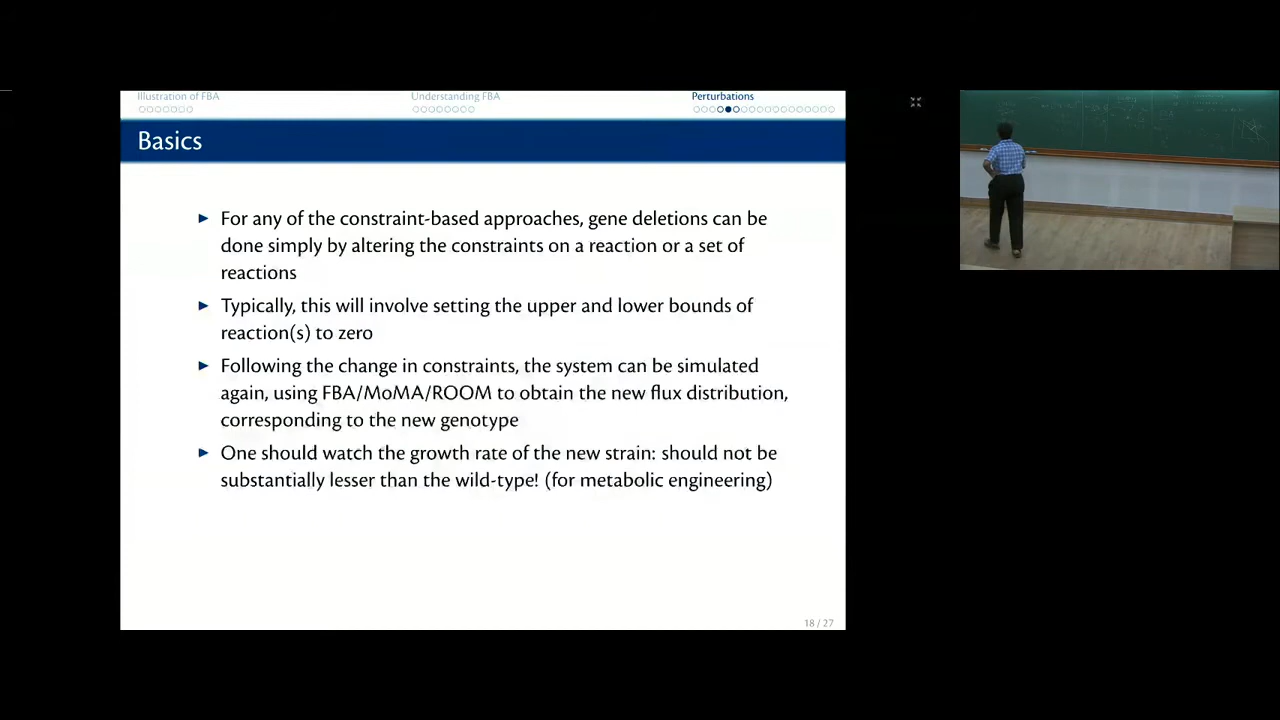 Illustration of FBA
Understanding FBA
Perturbations
Basics
► For any of the constraint-based approaches, gene deletions can be
done simply by altering the constraints on a reaction or a set of
reactions
► Typically, this will involve setting the upper and lower bounds of
reaction(s) to zero
► Following the change in constraints, the system can be simulated
again, using FBA/MoMA/ROOM to obtain the new flux distribution,
corresponding to the new genotype
► One should watch the growth rate of the new strain: should not be
substantially lesser than the wild-type! (for metabolic engineering)
18 / 27